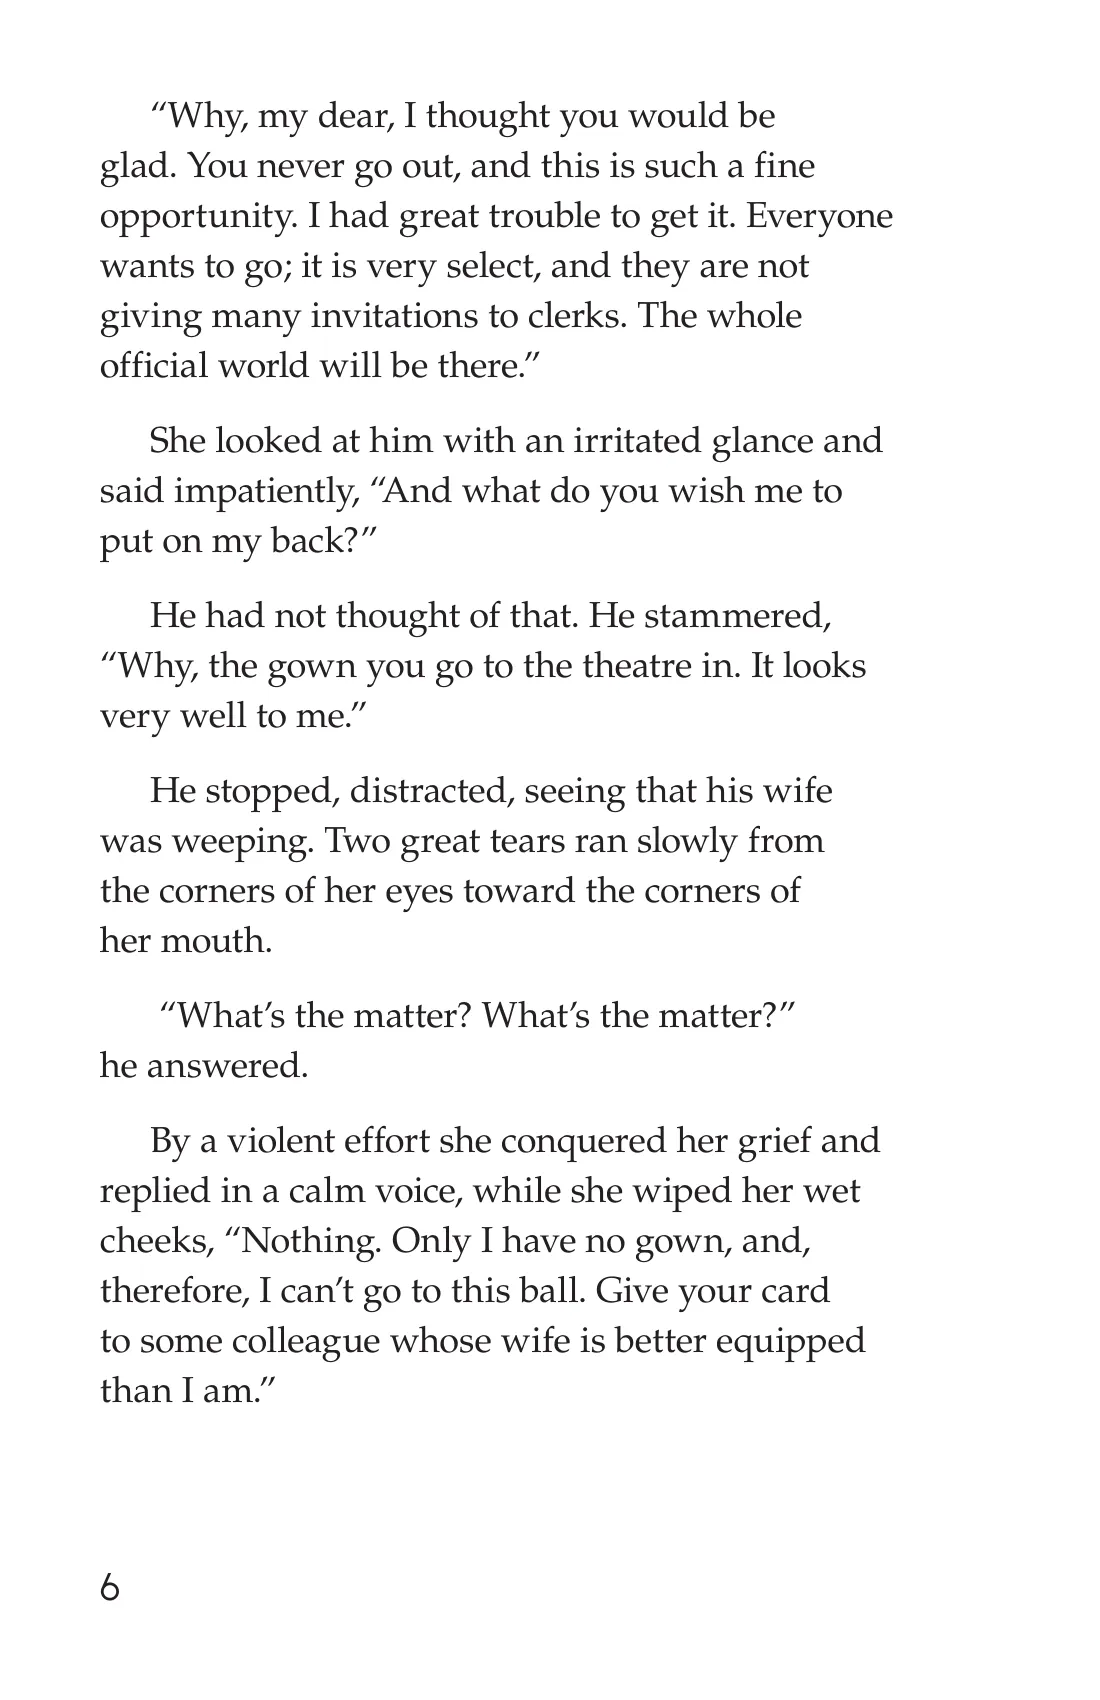 “Why, my dear, I thought you would be
glad. You never go out, and this is such a fine
opportunity. I had great trouble to get it. Everyone
wants to go; it is very select, and they are not
giving many invitations to clerks. The whole
official world will be there.”
She looked at him with an irritated glance and
said impatiently, “And what do you wish me to
put on my back?”
He had not thought of that. He stammered,
“Why, the gown you go to the theatre in. It looks
very well to me.”
He stopped, distracted, seeing that his wife
was weeping. Two great tears ran slowly from
the corners of her eyes toward the corners of
her mouth.
“What’s the matter? What’s the matter?”
he answered.
By a violent effort she conquered her grief and
replied in a calm voice, while she wiped her wet
cheeks, “Nothing. Only I have no gown, and,
therefore, I can’t go to this ball. Give your card
to some colleague whose wife is better equipped
than I am.”
6